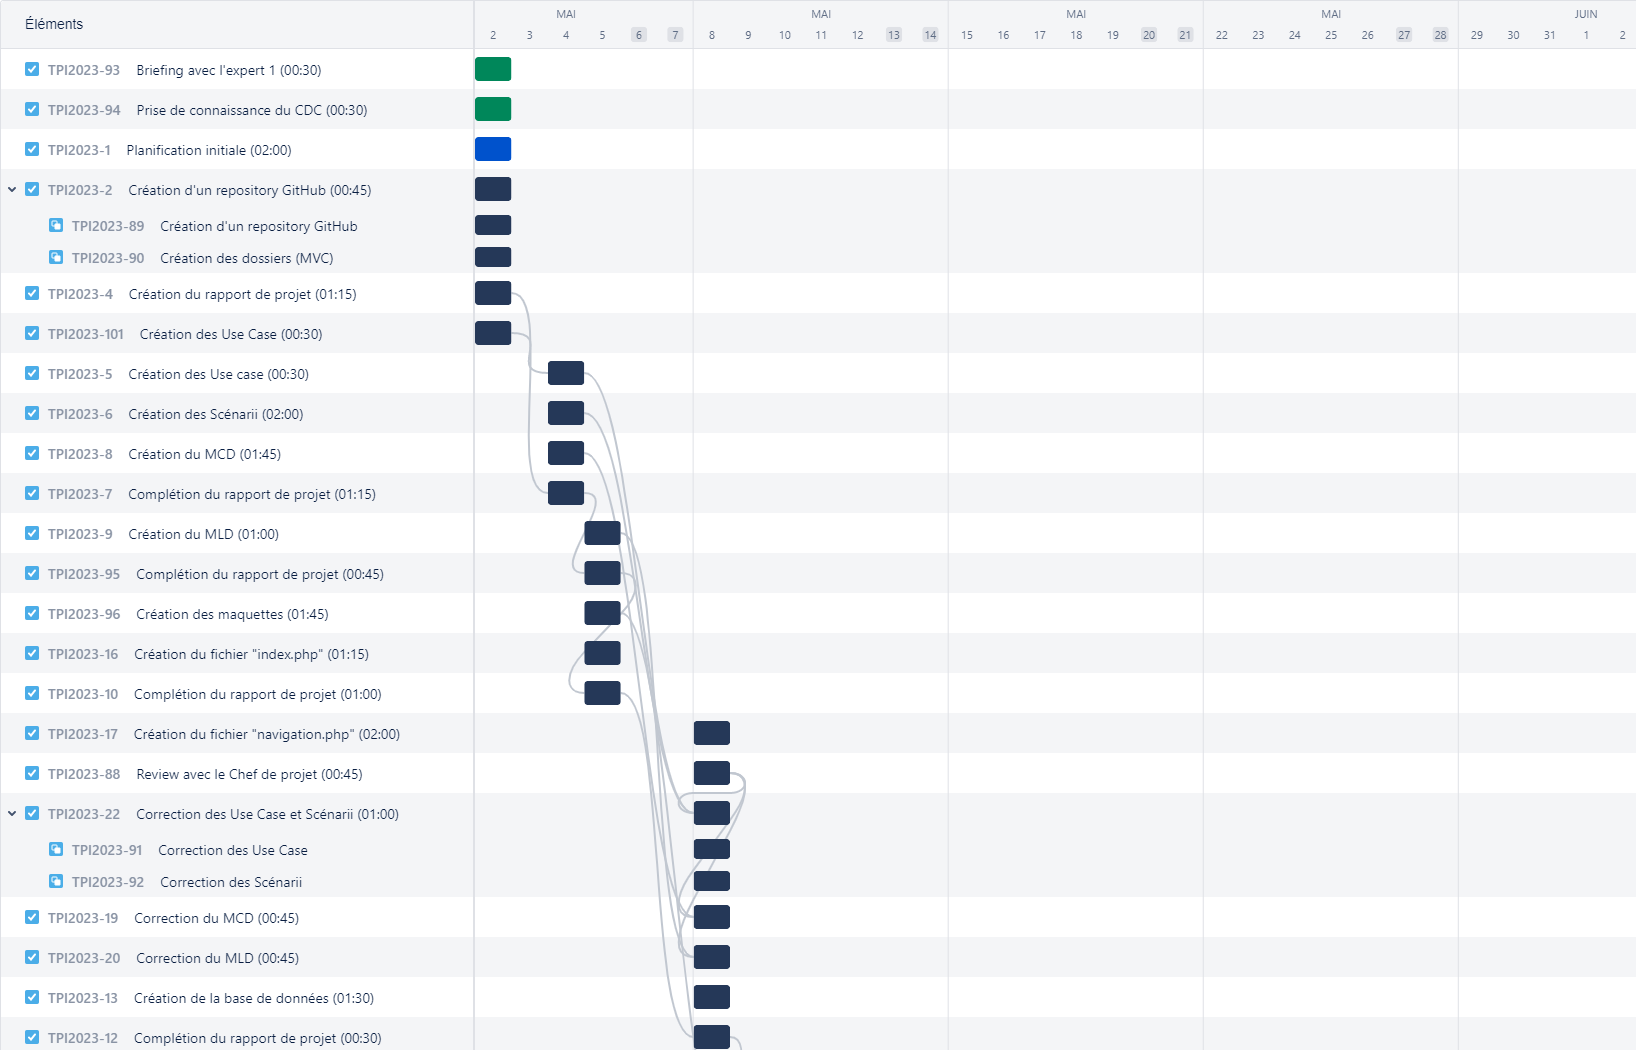 Éléments
MAI MAI MAI MAI JUIN
2 3 4 5 6 7 8 9 10 11 12 13 14 15 16 17 18 19 20 21 22 23 24 25 26 27 28 29 30 31 1 2
TPI2023-93 Briefing avec l'expert 1 (00:30)
TPI2023-94 Prise de connaissance du CDC (00:30)
TPI2023-1 Planification initiale (02:00)
TPI2023-2 Création d'un repository GitHub (00:45)
TPI2023-89 Création d'un repository GitHub
TPI2023-90 Création des dossiers (MVC)
TPI2023-4 Création du rapport de projet (01:15)
TPI2023-101 Création des Use Case (00:30)
TPI2023-5 Création des Use case (00:30)
TPI2023-6 Création des Scénarii (02:00)
TPI2023-8 Création du MCD (01:45)
TPI2023-7 Complétion du rapport de projet (01:15)
TPI2023-9 Création du MLD (01:00)
TPI2023-95 Complétion du rapport de projet (00:45)
TPI2023-96 Création des maquettes (01:45)
TPI2023-16 Création du fichier "index.php" (01:15)
TPI2023-10 Complétion du rapport de projet (01:00)
TPI2023-17 Création du fichier "navigation.php" (02:00)
TPI2023-88 Review avec le Chef de projet (00:45)
TPI2023-22 Correction des Use Case et Scénarii (01:00)
TPI2023-91 Correction des Use Case
TPI2023-92 Correction des Scénarii
TPI2023-19 Correction du MCD (00:45)
TPI2023-20 Correction du MLD (00:45)
TPI2023-13 Création de la base de données (01:30)
TPI2023-12 Complétion du rapport de projet (00:30)